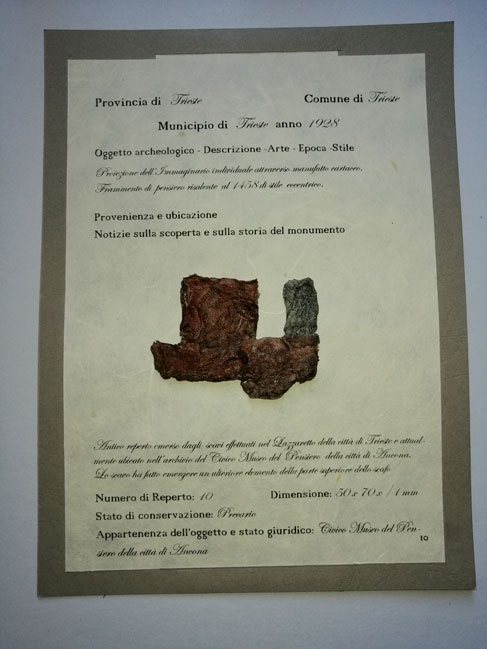 Provincia di Trieste Comune di Trieste
Municipio di Trieste anno 1928
Oggetto archeologico - Descrizione -Arte - Epoca -Stile
Proiezione dell'Immaginario individuale attraverso manufatto cartaceo.
Frammento di pensiero risalente al 1458 di stile eccentrico.
Provenienza e ubicazione
Notizie sulla scoperta e sulla storia del monumento
Antico reperto emerso dagli scavi effettuati nel Lazzaretto della città di Trieste e attual-
mente ubicato nell'archivio del Civico Museo del Pensiero della città di Ancona.
Lo scavo ha fatto emergere un ulteriore elemento della parte superiore dello scafo
Numero di Reperto: 10 Dimensione: 50x 70 x / 1 mm
Stato di conservazione: Precario
Appartenenza dell'oggetto e stato giuridico: Civico Museo del Pen-
siero della città di Ancona
10